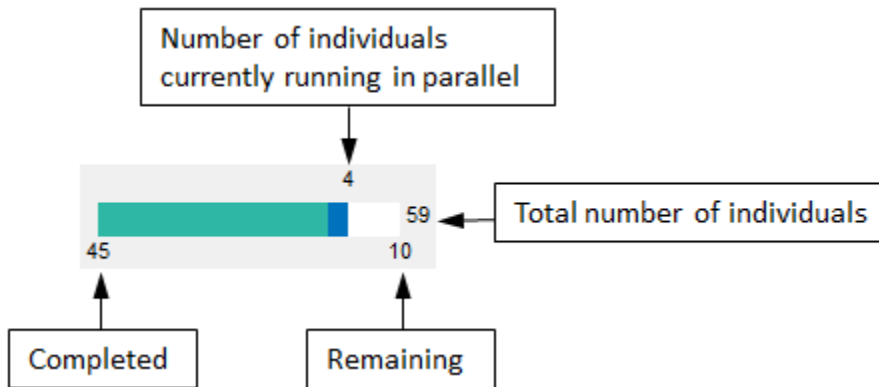 Number of individuals
currently running in parallel
4
59
Total number of individuals
45
10
Completed
Remaining